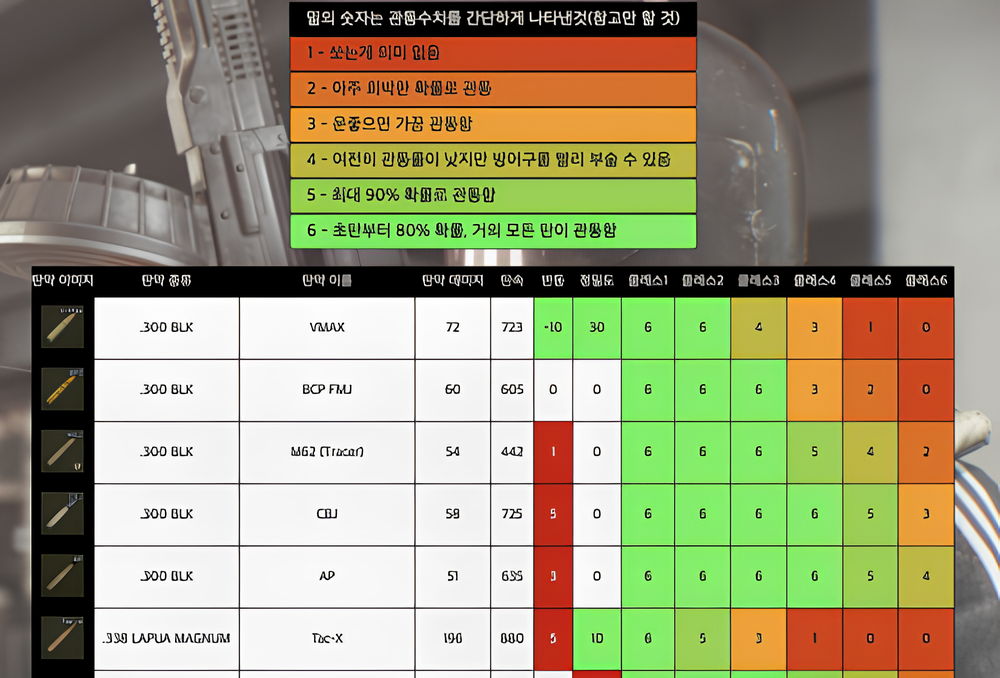 밑의 숫자는 관통수치를 간단하게 나타낸것(참고만 할 것)
1 - 쏘는게 의미 없음
2 - 아주 희박한 확률로 관통
3 - 운좋으면 가끔 관통함
4 - 여전히 관통률이 낮지만 방어구를 빨리 부술 수 있음
5 - 최대 90% 확률로 관통함
6 - 초탄부터 80% 확률, 거의 모든 탄이 관통함
탄약 이미지 탄약 종류 탄약 이름 탄약 데미지 탄속 반동 정밀도 클래스1 클래스2 클래스3 클래스4 클래스5 클래스6
.300 BLK VMAX 72 723 -10 30 6 6 4 3 1 0
.300 BLK BCP FMJ 60 605 0 0 6 6 6 3 2 0
.300 BLK M62 (Tracer) 54 442 1 0 6 6 6 5 4 2
.300 BLK CBJ 58 725 5 0 6 6 6 6 5 3
.300 BLK AP 51 635 3 0 6 6 6 6 5 4
.338 LAPUA MAGNUM Tac-X 196 880 5 10 6 5 3 1 0 0